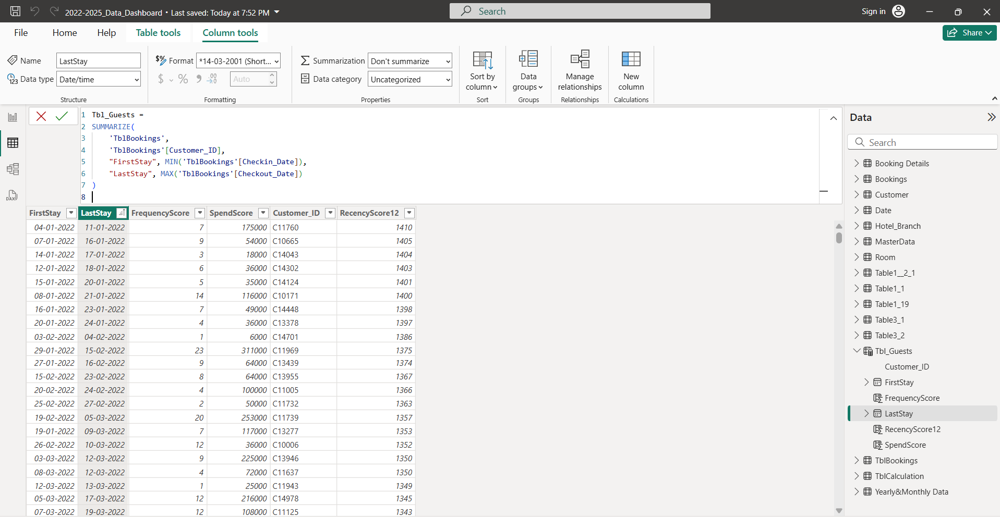 2022-2025_Data_Dashboard • Last saved: Today at 7:52 PM
Search
Sign in
File Home Help Table tools Column tools
Share
Name LastStay
Data type Date/time
Structure
Format *14-03-2001 (Short...
$ % 9 .00
Auto
Formatting
Summarization Don't summarize
Data category Uncategorized
Properties
Sort by
column
Sort
Data
groups
Groups
Manage
relationships
Relationships
New
column
Calculations
1 Tbl_Guests =
2 SUMMARIZE(
3 'TblBookings',
4 'TblBookings'[Customer_ID],
5 "FirstStay", MIN('TblBookings'[Checkin_Date]),
6 "LastStay", MAX('TblBookings'[Checkout_Date])
7 )
8
FirstStay LastStay FrequencyScore SpendScore Customer_ID RecencyScore12
04-01-2022 11-01-2022 7 175000 C11760 1410
07-01-2022 16-01-2022 9 54000 C10665 1405
14-01-2022 17-01-2022 3 18000 C14043 1404
12-01-2022 18-01-2022 6 36000 C14302 1403
15-01-2022 20-01-2022 5 35000 C14124 1401
08-01-2022 21-01-2022 14 116000 C10171 1400
16-01-2022 23-01-2022 7 49000 C14448 1398
20-01-2022 24-01-2022 4 36000 C13378 1397
03-02-2022 04-02-2022 1 6000 C14701 1386
29-01-2022 15-02-2022 23 311000 C11969 1375
27-01-2022 16-02-2022 9 64000 C13439 1374
15-02-2022 23-02-2022 8 64000 C13955 1367
20-02-2022 24-02-2022 4 100000 C11005 1366
25-02-2022 27-02-2022 2 50000 C11732 1363
19-02-2022 05-03-2022 20 253000 C11739 1357
19-01-2022 09-03-2022 7 117000 C13277 1353
26-02-2022 10-03-2022 12 36000 C10006 1352
03-03-2022 12-03-2022 9 225000 C13946 1350
08-03-2022 12-03-2022 4 72000 C11637 1350
12-03-2022 13-03-2022 1 25000 C11943 1349
05-03-2022 17-03-2022 12 216000 C14978 1345
07-03-2022 19-03-2022 12 108000 C11125 1343
Data
Search
Booking Details
Bookings
Customer
Date
Hotel_Branch
MasterData
Room
Table1__2_1
Table1_1
Table1_19
Table3_1
Table3_2
Tbl_Guests
Customer_ID
FirstStay
FrequencyScore
LastStay
RecencyScore12
SpendScore
TblBookings
TblCalculation
Yearly&Monthly Data